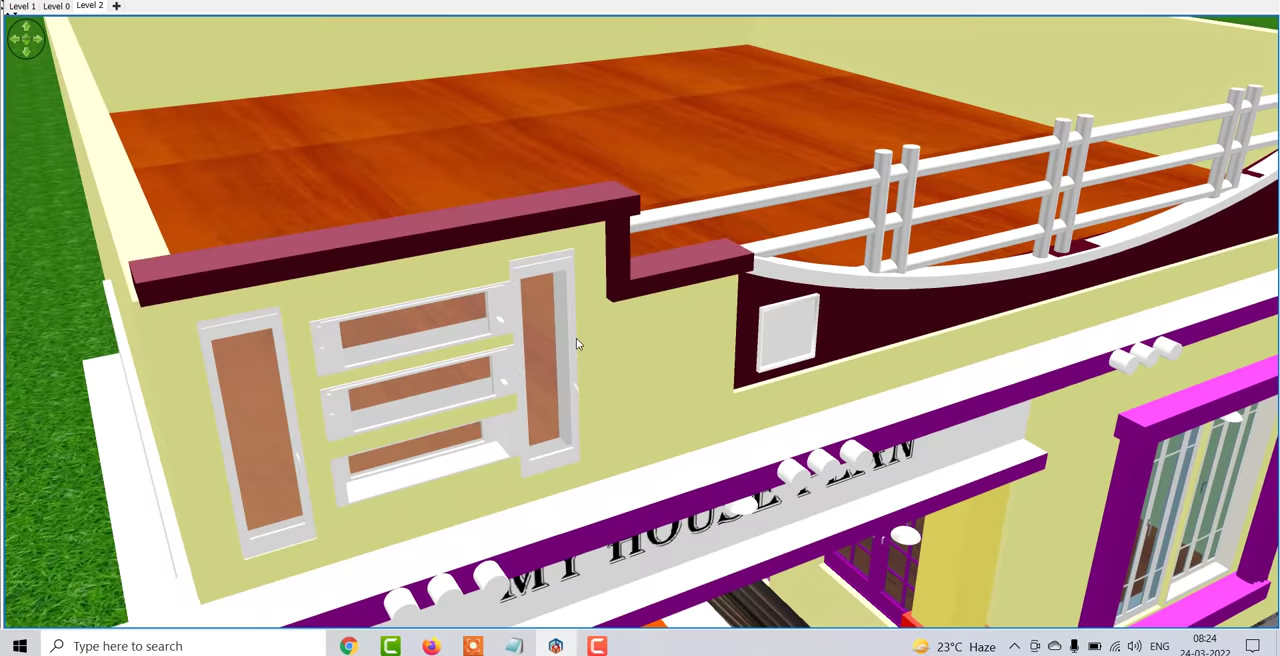 Level 1 Level 0 Level 2
MY HOUSE PLAN
Type here to search
23°C Haze
ENG
08:24
24-03-2022